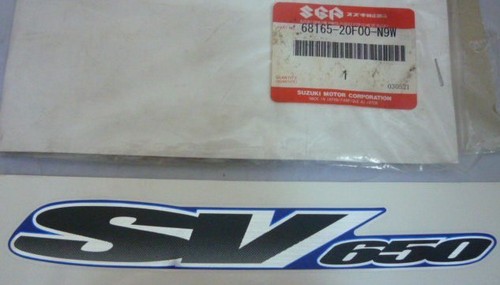 SGP
68165-20F00-N9W
1
SUZUKI MOTOR CORPORATION
SV 650